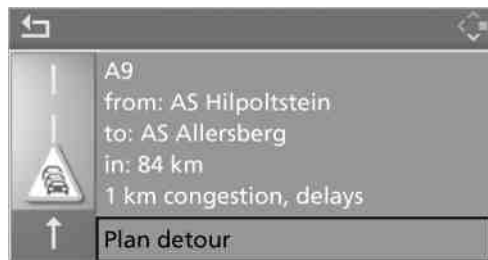 A9
from: AS Hilpoltstein
to: AS Allersberg
in: 84 km
1 km congestion, delays
Plan detour